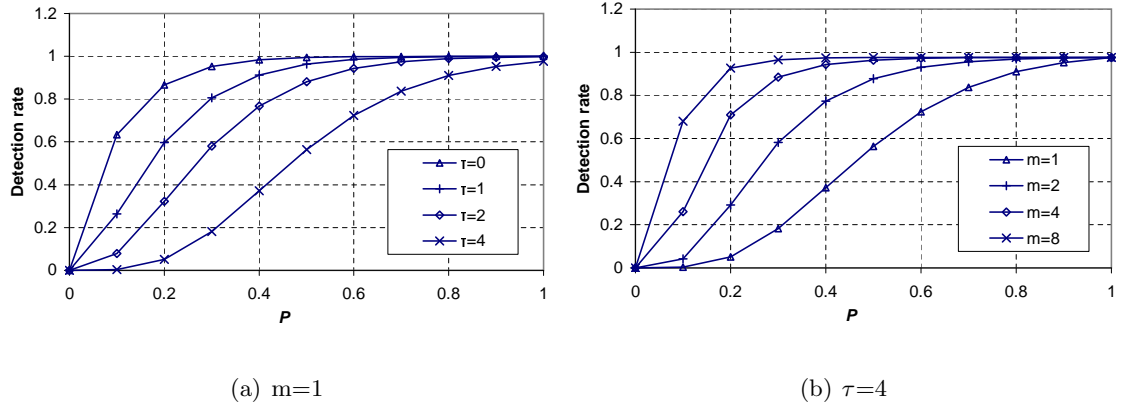 1.2
1
0.8
0.6
0.4
0.2
0
Detection rate
τ=0
τ=1
τ=2
τ=4
0 0.2 0.4 0.6 0.8 1
P
(a) m=1
1.2
1
0.8
0.6
0.4
0.2
0
Detection rate
m=1
m=2
m=4
m=8
0 0.2 0.4 0.6 0.8 1
P
(b) τ=4